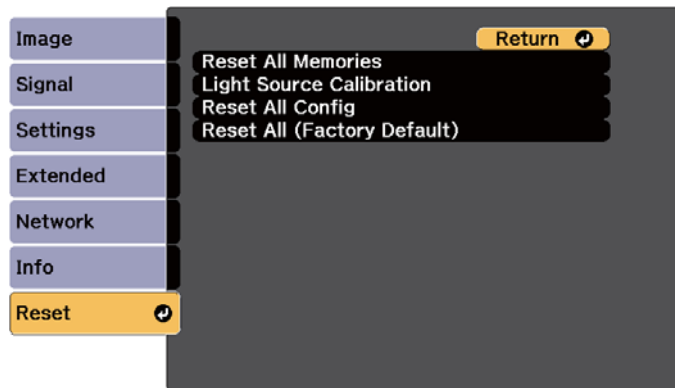 Image
Signal
Settings
Extended
Network
Info
Reset
Return
Reset All Memories
Light Source Calibration
Reset All Config
Reset All (Factory Default)